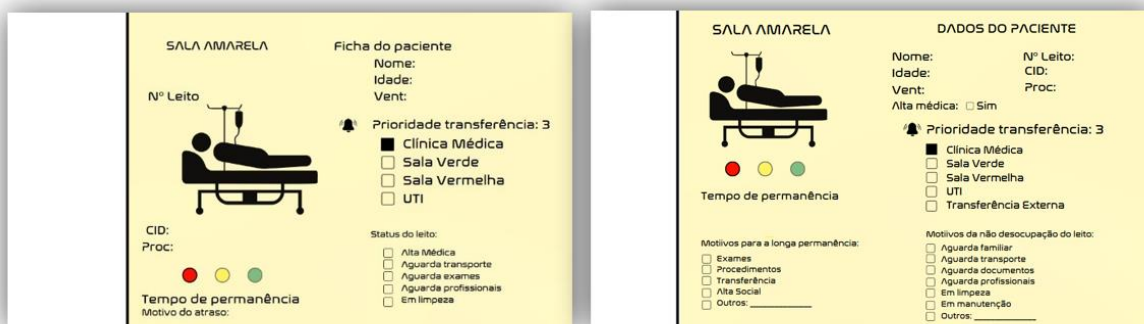 SALA AMARELA
Nº Leito
CID:
Proc:
Tempo de permanência
Motivo do atraso:
Ficha do paciente
Nome:
Idade:
Vent:
Prioridade transferência: 3
Clínica Médica
Sala Verde
Sala Vermelha
UTI
Status do leito:
Alta Médica
Aguarda transporte
Aguarda exames
Aguarda profissionais
Em limpeza
SALA AMARELA
Tempo de permanência
Motiivos para a longa permanência:
Exames
Procedimentos
Transferência
Alta Social
Outros: ____________
DADOS DO PACIENTE
Nome: Nº Leito:
Idade: CID:
Vent: Proc:
Alta médica: Sim
Prioridade transferência: 3
Clínica Médica
Sala Verde
Sala Vermelha
UTI
Transferência Externa
Motiivos da não desocupação do leito:
Aguarda familiar
Aguarda transporte
Aguarda documentos
Aguarda profissionais
Em limpeza
Em manutenção
Outros: ____________